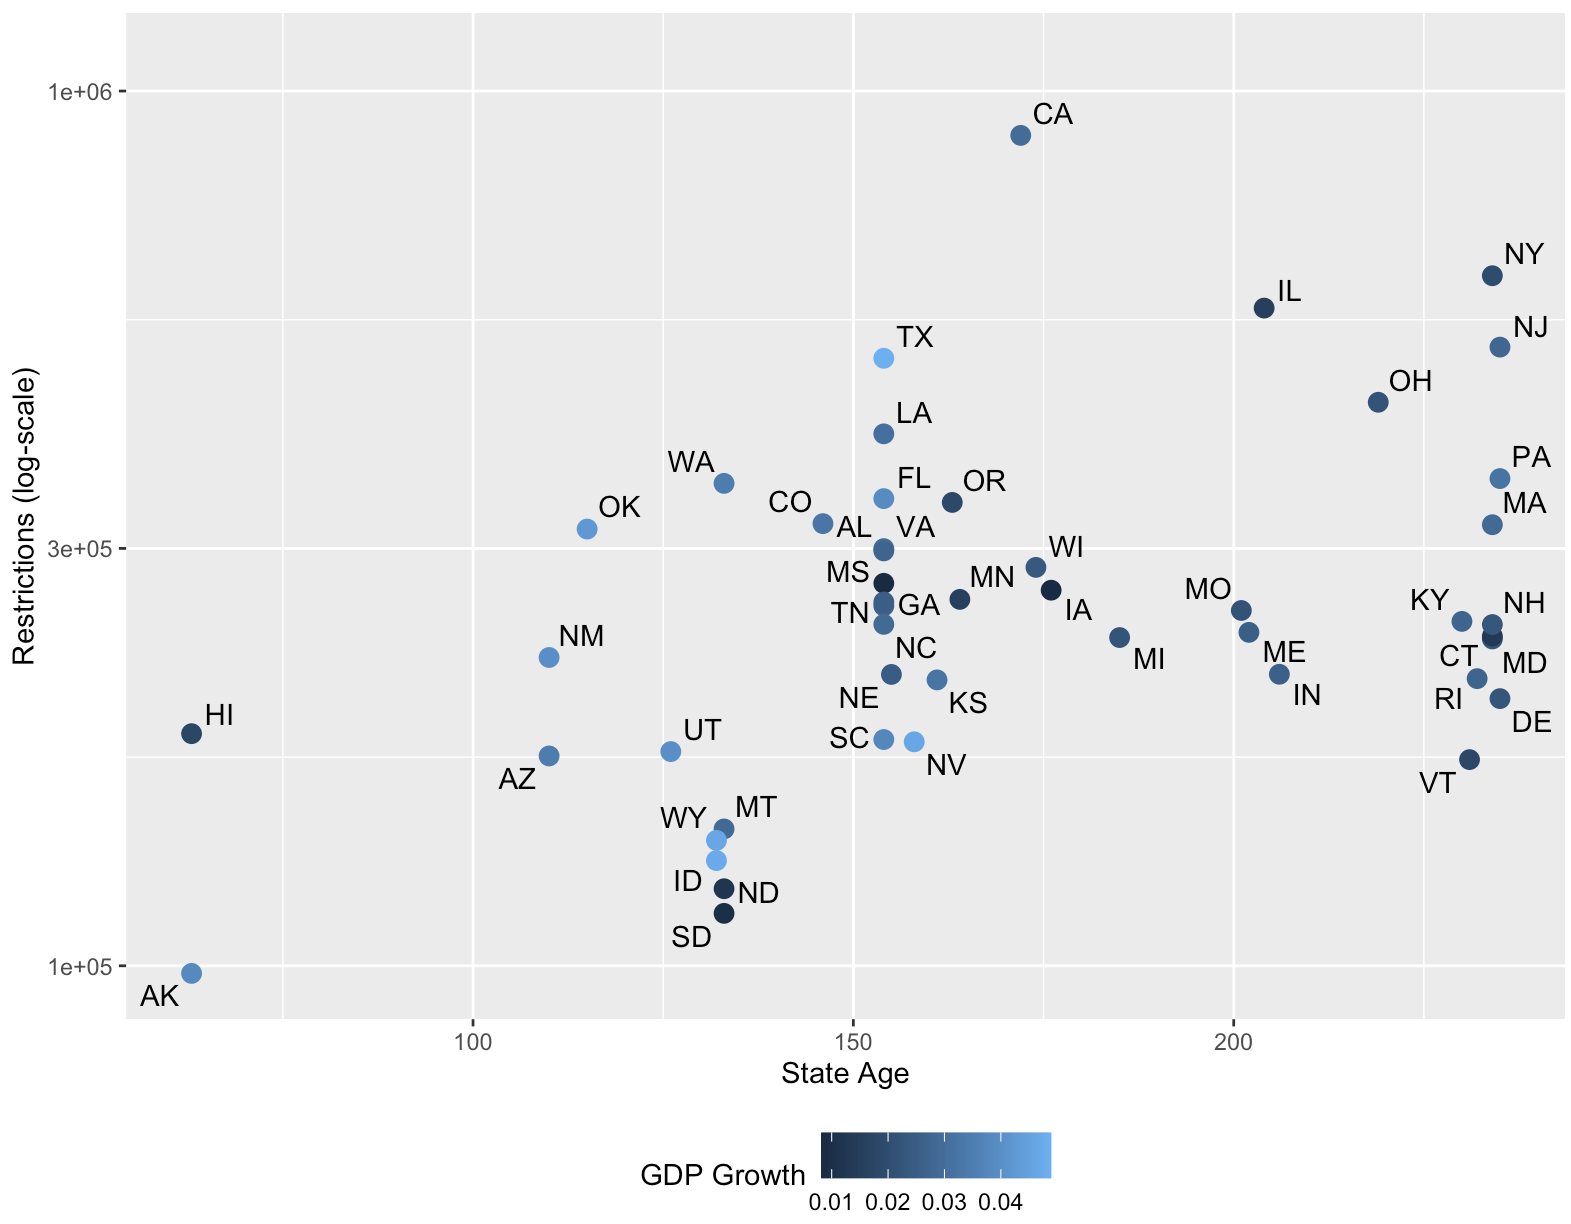 1e+06
CA
NY
IL
NJ
TX
OH
LA
WA
PA
FL
OR
CO
OK
MA
AL
VA
3e+05
WI
MS
MN
MO
KY
NH
TN
GA
IA
NM
NC
MI
ME
CT
MD
NE
KS
IN
RI
HI
DE
UT
SC
AZ
NV
VT
WY
MT
ID
ND
SD
1e+05
AK
Restrictions (log-scale)
100
150
200
State Age
GDP Growth
0.01
0.02
0.03
0.04